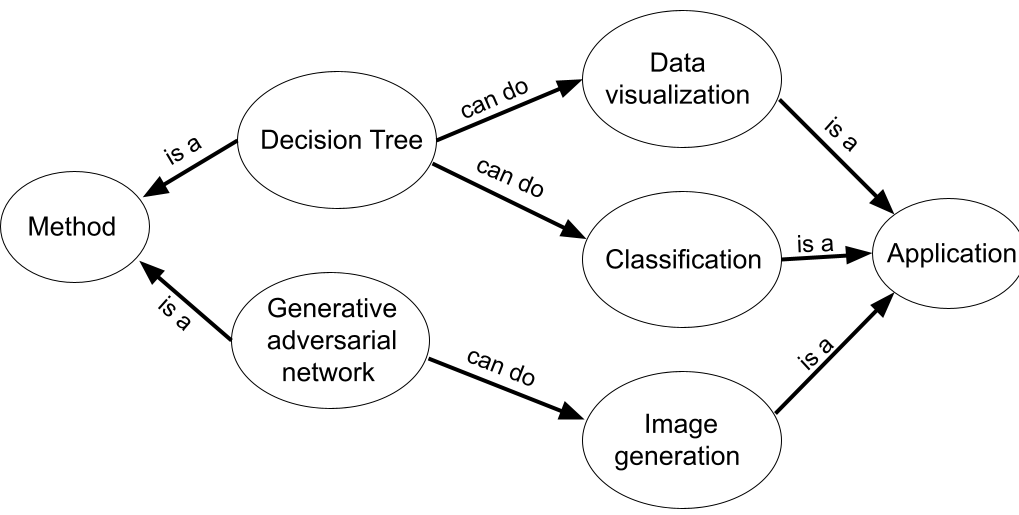 Data
visualization
can do
Decision Tree
is a
is a
can do
Method
Classification
is a
Application
Generative
adversarial
network
is a
can do
is a
Image
generation